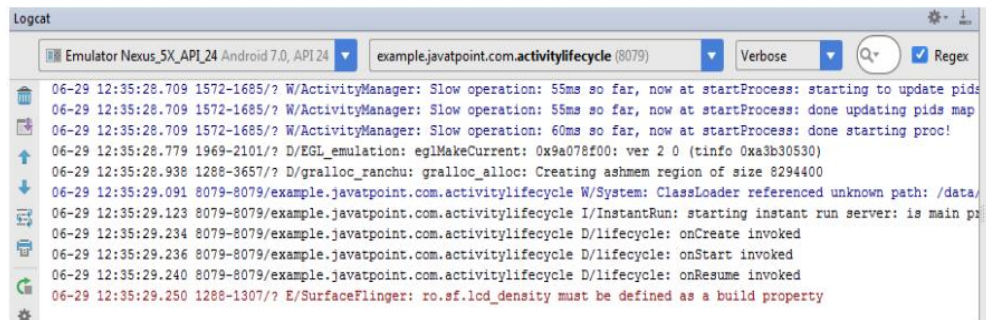 Logcat
Emulator Nexus_5X_API_24 Android 7.0, API 24 example.javatpoint.com.activitylifecycle (8079) Verbose Regex
06-29 12:35:28.709 1572-1685/? W/ActivityManager: Slow operation: 55ms so far, now at startProcess: starting to update pids
06-29 12:35:28.709 1572-1685/? W/ActivityManager: Slow operation: 55ms so far, now at startProcess: done updating pids map
06-29 12:35:28.709 1572-1685/? W/ActivityManager: Slow operation: 60ms so far, now at startProcess: done starting proc!
06-29 12:35:28.779 1969-2101/? D/EGL_emulation: eglMakeCurrent: 0x9a078f00: ver 2 0 (tinfo 0xa3b30530)
06-29 12:35:28.938 1288-3657/? D/gralloc_ranchu: gralloc_alloc: Creating ashmem region of size 8294400
06-29 12:35:29.091 8079-8079/example.javatpoint.com.activitylifecycle W/System: ClassLoader referenced unknown path: /data/
06-29 12:35:29.123 8079-8079/example.javatpoint.com.activitylifecycle I/InstantRun: starting instant run server: is main
06-29 12:35:29.234 8079-8079/example.javatpoint.com.activitylifecycle D/lifecycle: onCreate invoked
06-29 12:35:29.236 8079-8079/example.javatpoint.com.activitylifecycle D/lifecycle: onStart invoked
06-29 12:35:29.240 8079-8079/example.javatpoint.com.activitylifecycle D/lifecycle: onResume invoked
06-29 12:35:29.250 1288-1307/? E/SurfaceFlinger: ro.sf.lcd_density must be defined as a build property